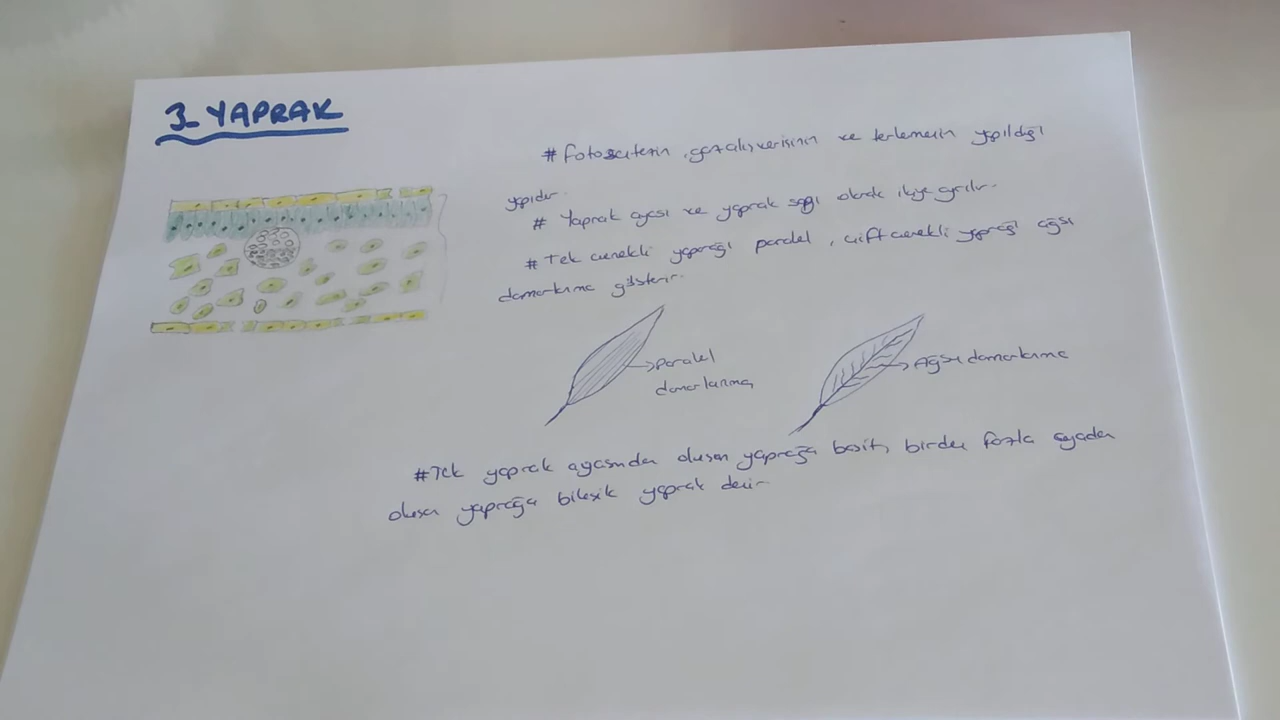 3- YAPRAK
# Fotosentezin, gaz alışverişinin ve terlemenin yapıldığı
yapıdır.
# Yaprak ayası ve yaprak sapı olarak ikiye ayrılır.
# Tek çenekli yaprağı paralel, çift çenekli yaprağı ağsı
damarlanma gösterir.
Paralel
damarlanma
Ağsı damarlanma
# Tek yaprak ayasından oluşan yaprağa basit, birden fazla ayadan
oluşan yaprağa bileşik yaprak denir.